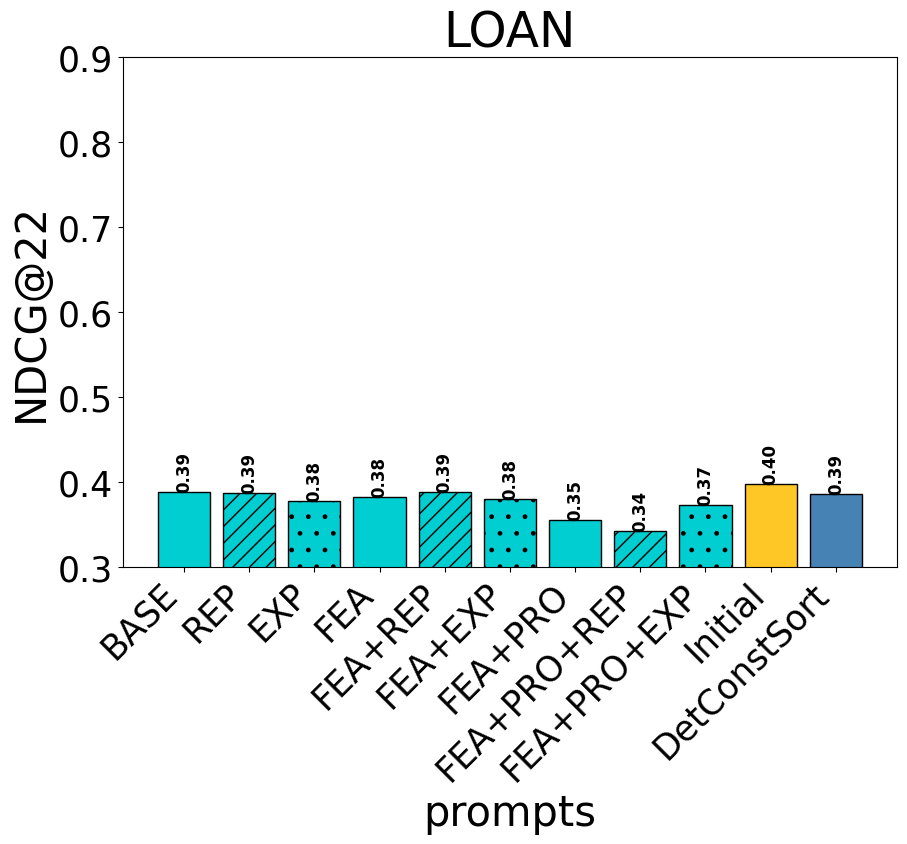 LOAN
NDCG@22
0.9
0.8
0.7
0.6
0.5
0.4
0.3
0.39
0.39
0.38
0.38
0.39
0.38
0.35
0.34
0.37
0.40
0.39
BASE
REP
EXP
FEA
FEA+REP
FEA+EXP
FEA+PRO
FEA+PRO+REP
FEA+PRO+EXP
Initial
DetConstSort
prompts